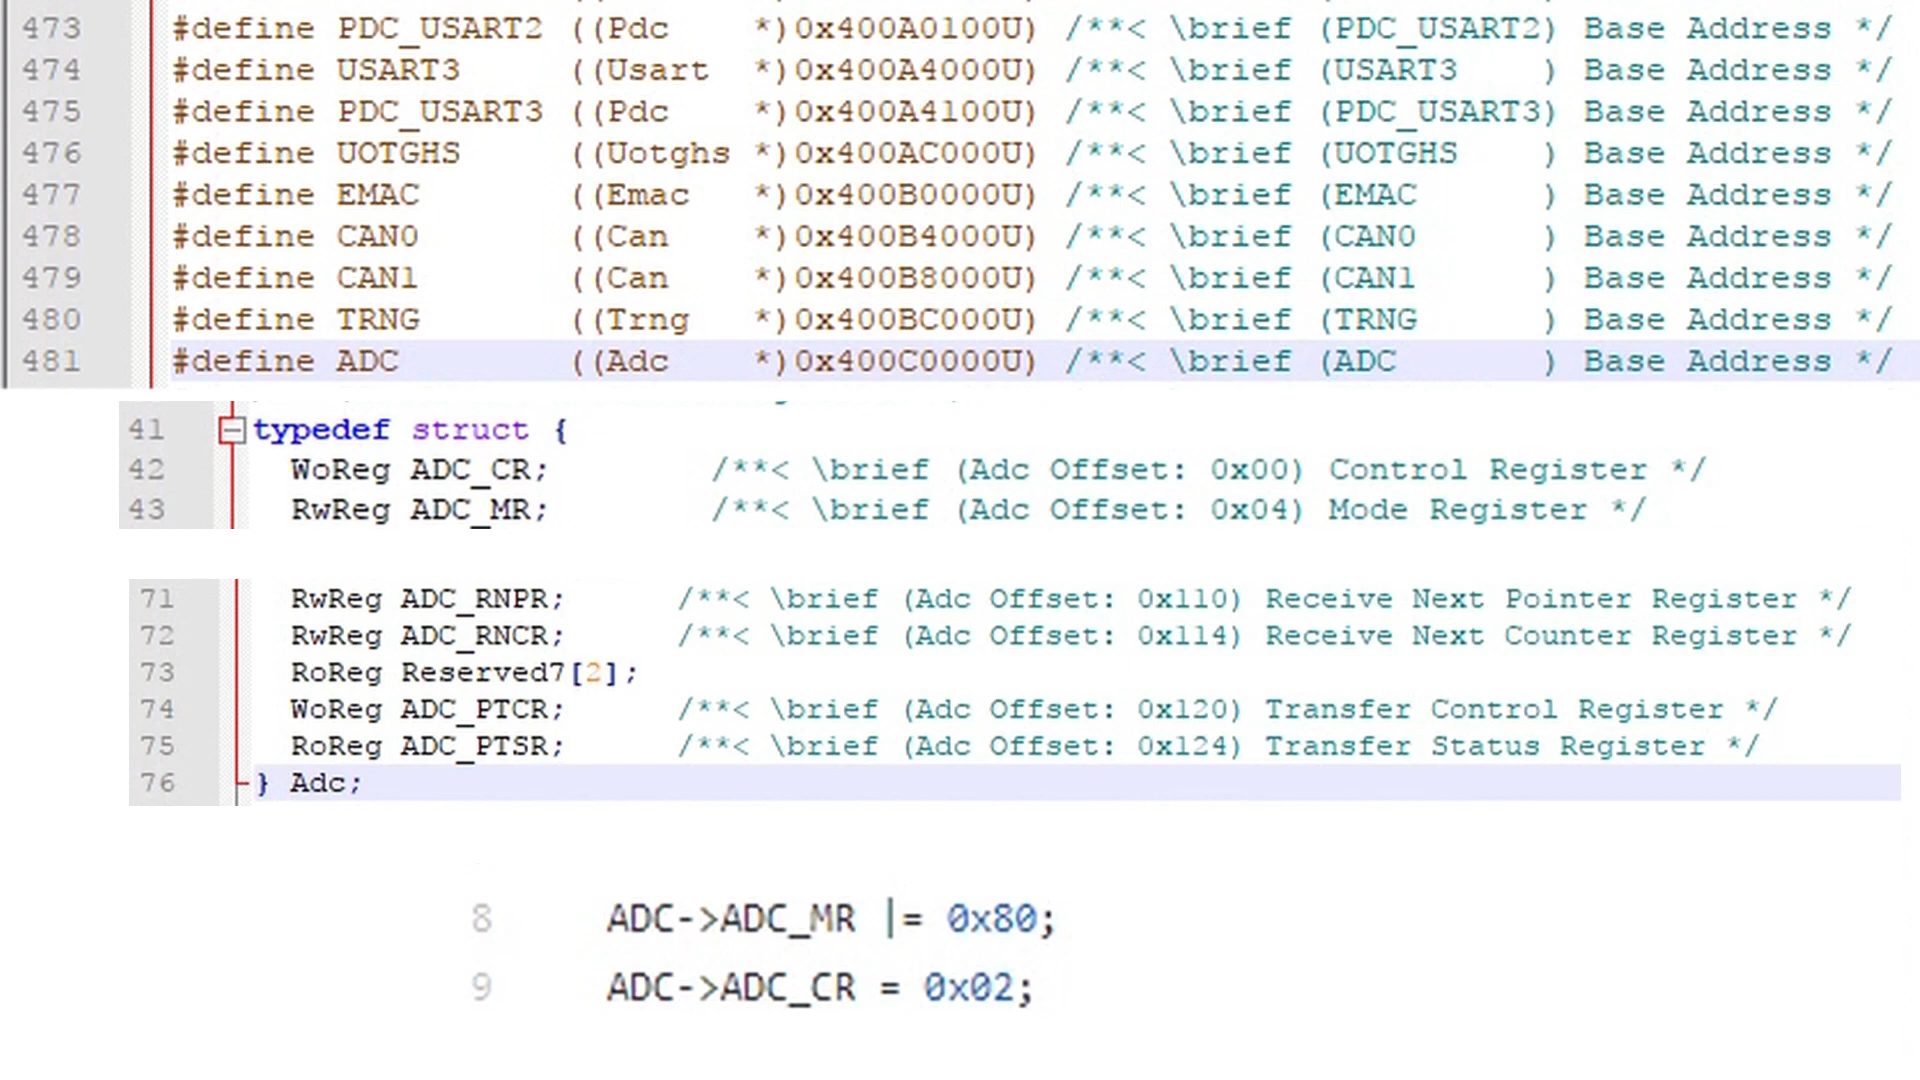 473 #define PDC_USART2 ((Pdc    *)0x400A0100U) /**< \brief (PDC_USART2) Base Address */
474 #define USART3     ((Usart  *)0x400A4000U) /**< \brief (USART3    ) Base Address */
475 #define PDC_USART3 ((Pdc    *)0x400A4100U) /**< \brief (PDC_USART3) Base Address */
476 #define UOTGHS     ((Uotghs *)0x400AC000U) /**< \brief (UOTGHS    ) Base Address */
477 #define EMAC       ((Emac   *)0x400B0000U) /**< \brief (EMAC      ) Base Address */
478 #define CAN0       ((Can    *)0x400B4000U) /**< \brief (CAN0      ) Base Address */
479 #define CAN1       ((Can    *)0x400B8000U) /**< \brief (CAN1      ) Base Address */
480 #define TRNG       ((Trng   *)0x400BC000U) /**< \brief (TRNG      ) Base Address */
481 #define ADC        ((Adc    *)0x400C0000U) /**< \brief (ADC       ) Base Address */
41 typedef struct {
42   WoReg ADC_CR;        /**< \brief (Adc Offset: 0x00) Control Register */
43   RwReg ADC_MR;        /**< \brief (Adc Offset: 0x04) Mode Register */
71   RwReg ADC_RNPR;      /**< \brief (Adc Offset: 0x110) Receive Next Pointer Register */
72   RwReg ADC_RNCR;      /**< \brief (Adc Offset: 0x114) Receive Next Counter Register */
73   RoReg Reserved7[2];
74   WoReg ADC_PTCR;      /**< \brief (Adc Offset: 0x120) Transfer Control Register */
75   RoReg ADC_PTSR;      /**< \brief (Adc Offset: 0x124) Transfer Status Register */
76 } Adc;
8 ADC->ADC_MR |= 0x80;
9 ADC->ADC_CR = 0x02;